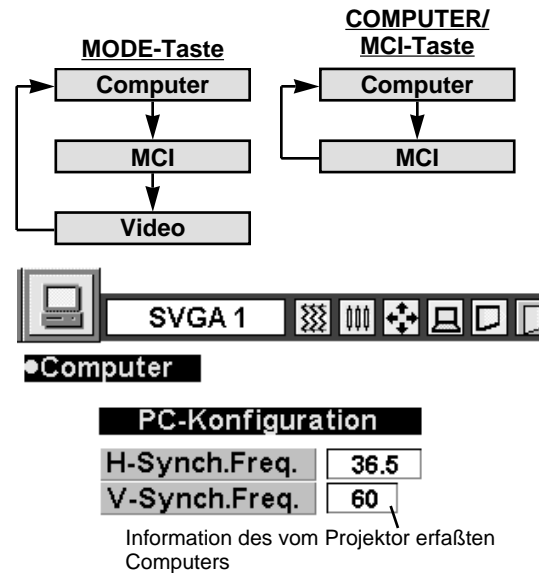 MODE-Taste
Computer
MCI
Video
COMPUTER/
MCI-Taste
Computer
MCI
SVGA 1
●Computer
PC-Konfiguration
H-Synch.Freq. 36.5
V-Synch.Freq. 60
Information des vom Projektor erfaßten
Computers